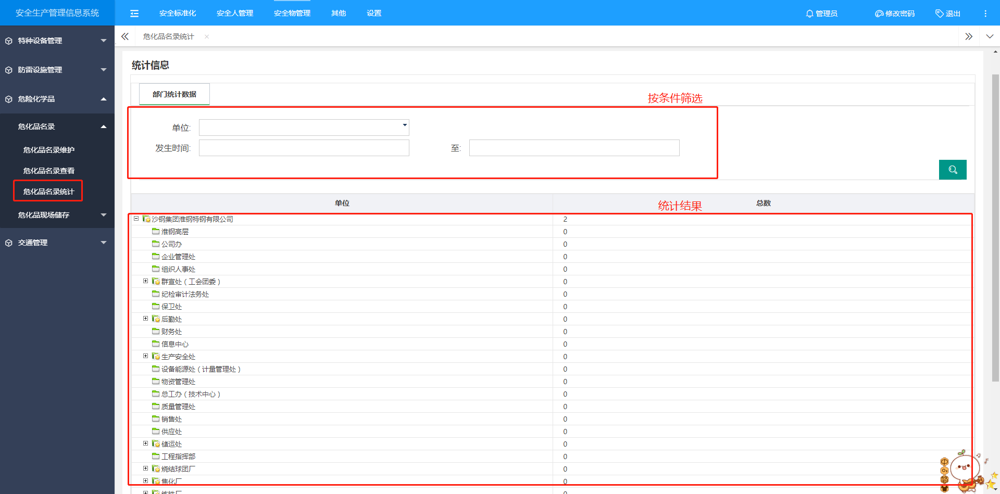 安全生产管理信息系统
安全标准化 安全人管理 安全物管理 其他 设置
管理员 修改密码 退出
特种设备管理
防雷设施管理
危险化学品
危化品名录
危化品名录维护
危化品名录查看
危化品名录统计
危化品现场储存
交通管理
危化品名录统计
统计信息
部门统计数据
按条件筛选
单位:
发生时间: 至:
单位 统计结果 总数
沙钢集团淮钢特钢有限公司 2
淮钢高层 0
公司办 0
企业管理处 0
组织人事处 0
群宣处（工会团委） 0
纪检审计法务处 0
保卫处 0
后勤处 0
财务处 0
信息中心 0
生产安全处 0
设备能源处（计量管理处） 0
物资管理处 0
总工办（技术中心） 0
质量管理处 0
销售处 0
供应处 0
储运处 0
工程指挥部 0
烧结球团厂 0
焦化厂 0
炼铁厂 0
中
简